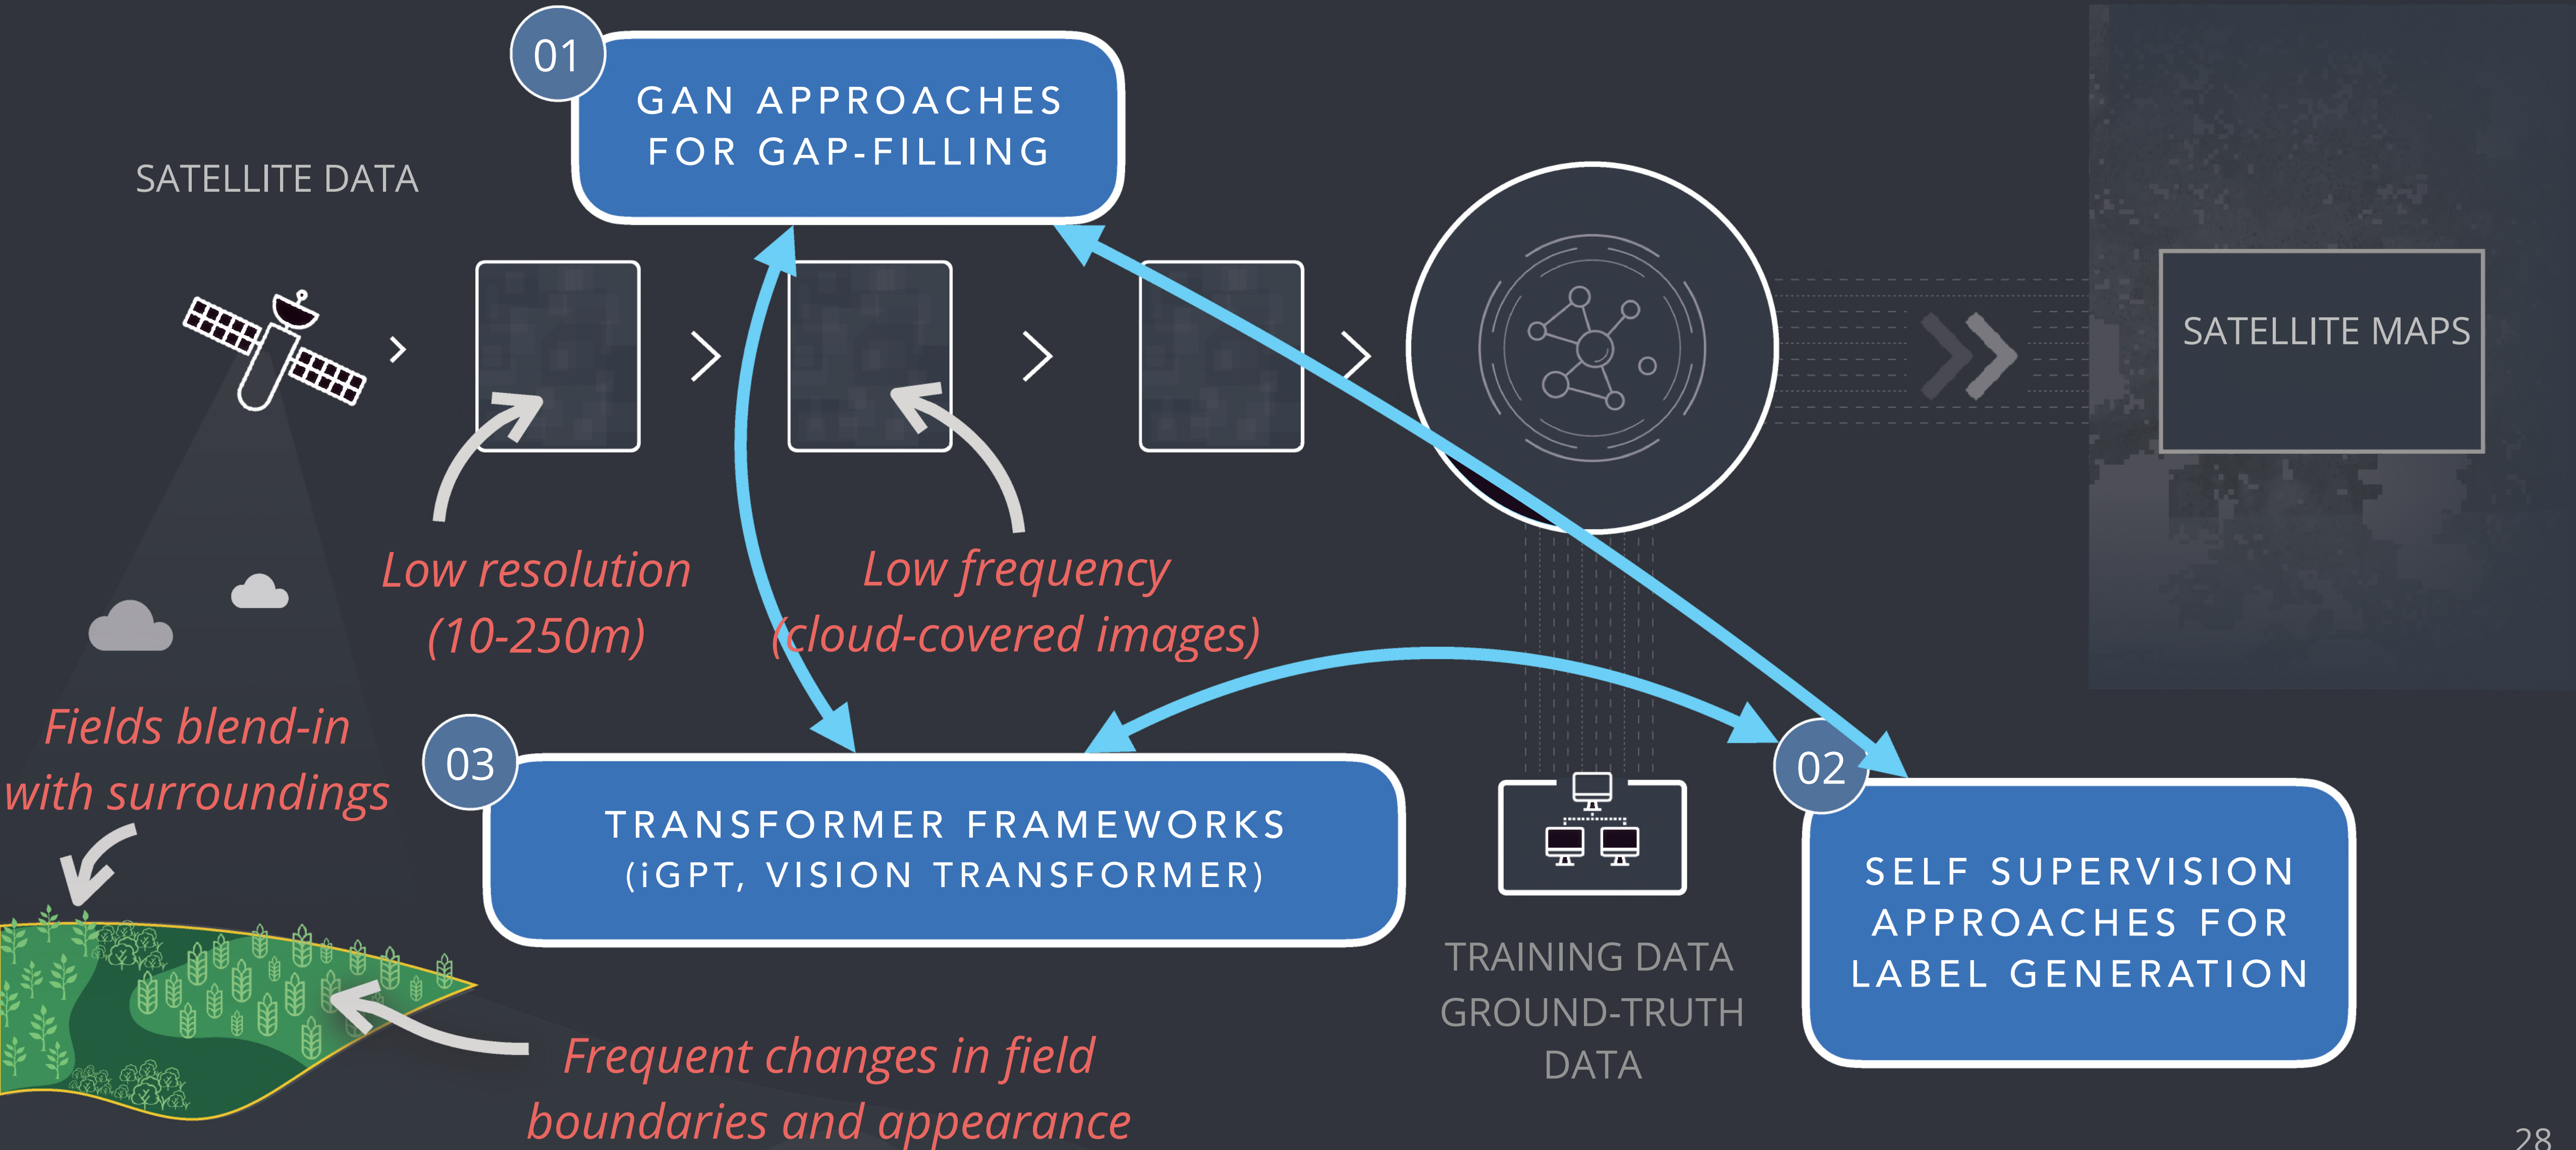 01
GAN APPROACHES
FOR GAP-FILLING
SATELLITE DATA
SATELLITE MAPS
Low resolution
(10-250m)
Low frequency
(cloud-covered images)
Fields blend-in
with surroundings
03
TRANSFORMER FRAMEWORKS
(iGPT, VISION TRANSFORMER)
02
SELF SUPERVISION
APPROACHES FOR
LABEL GENERATION
TRAINING DATA
GROUND-TRUTH
DATA
Frequent changes in field
boundaries and appearance
28